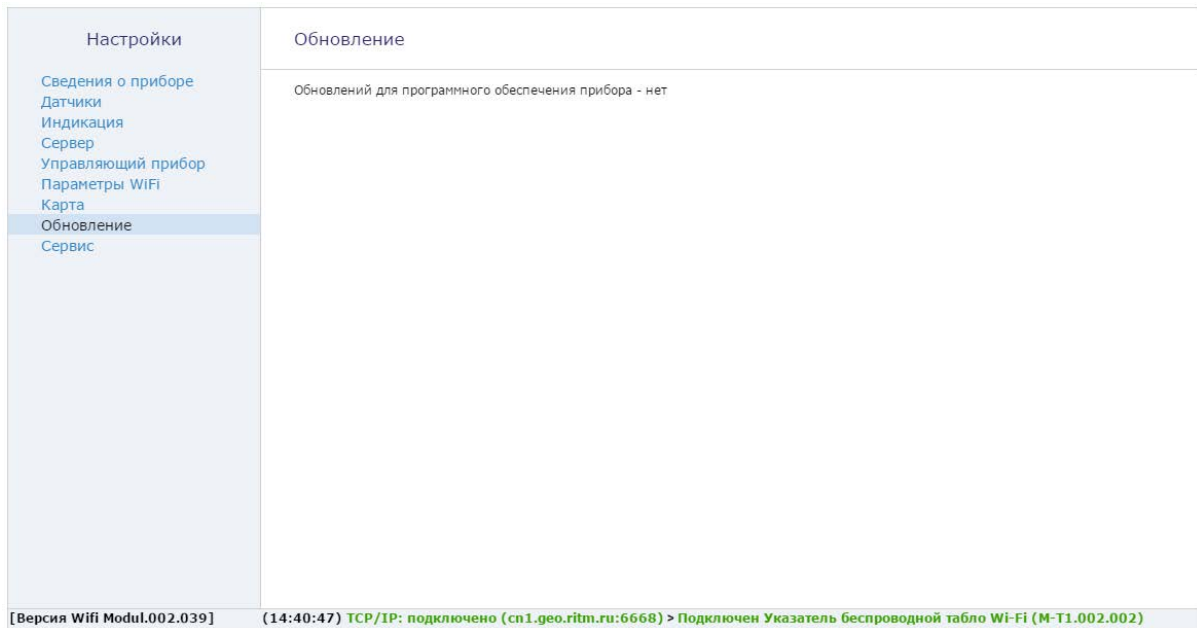 Настройки
Сведения о приборе
Датчики
Индикация
Сервер
Управляющий прибор
Параметры WiFi
Карта
Обновление
Сервис
Обновление
Обновлений для программного обеспечения прибора - нет
[Версия Wifi Modul.002.039] (14:40:47) TCP/IP: подключено (cn1.geo.ritm.ru:6668) > Подключен Указатель беспроводной табло Wi-Fi (M-T1.002.002)